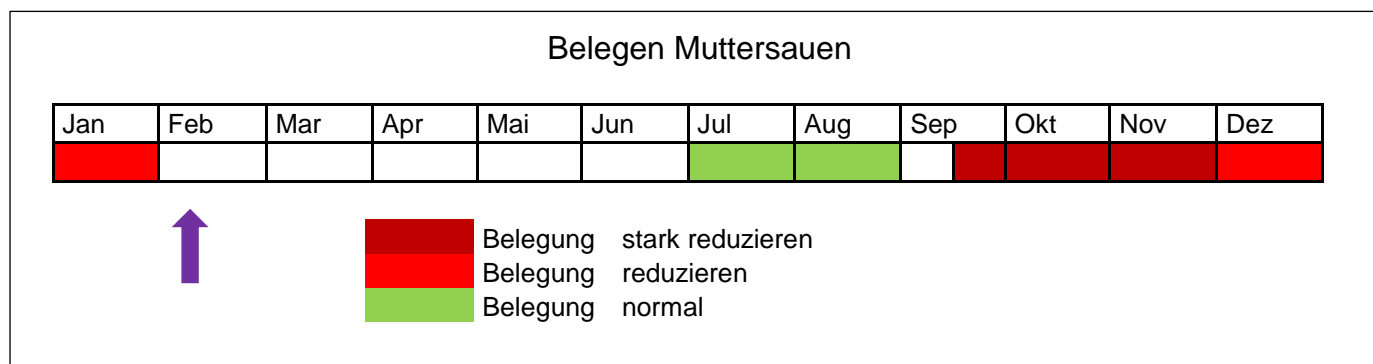 Belegen Muttersauen
Jan Feb Mar Apr Mai Jun Jul Aug Sep Okt Nov Dez
Belegung stark reduzieren
Belegung reduzieren
Belegung normal